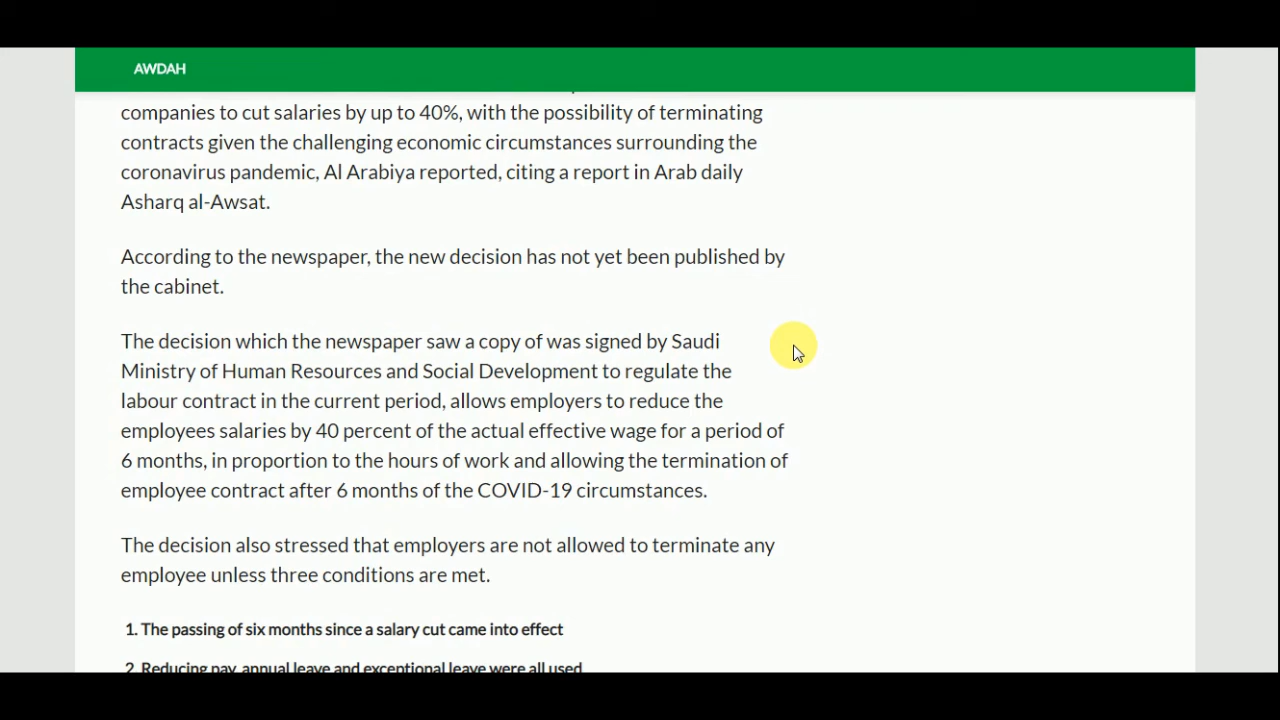 AWDAH
companies to cut salaries by up to 40%, with the possibility of terminating
contracts given the challenging economic circumstances surrounding the
coronavirus pandemic, Al Arabiya reported, citing a report in Arab daily
Asharq al-Awsat.
According to the newspaper, the new decision has not yet been published by
the cabinet.
The decision which the newspaper saw a copy of was signed by Saudi
Ministry of Human Resources and Social Development to regulate the
labour contract in the current period, allows employers to reduce the
employees salaries by 40 percent of the actual effective wage for a period of
6 months, in proportion to the hours of work and allowing the termination of
employee contract after 6 months of the COVID-19 circumstances.
The decision also stressed that employers are not allowed to terminate any
employee unless three conditions are met.
1. The passing of six months since a salary cut came into effect
2. Reducing pay, annual leave and exceptional leave were all used